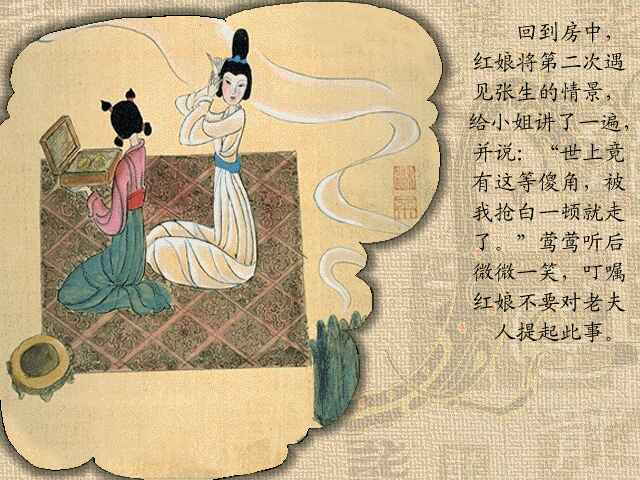 回到房中，
红娘将第二次遇
见张生的情景，
给小姐讲了一遍，
并说：“世上竟
有这等傻角，被
我抢白一顿就走
了。”莺莺听后
微微一笑，叮嘱
红娘不要对老夫
人提起此事。